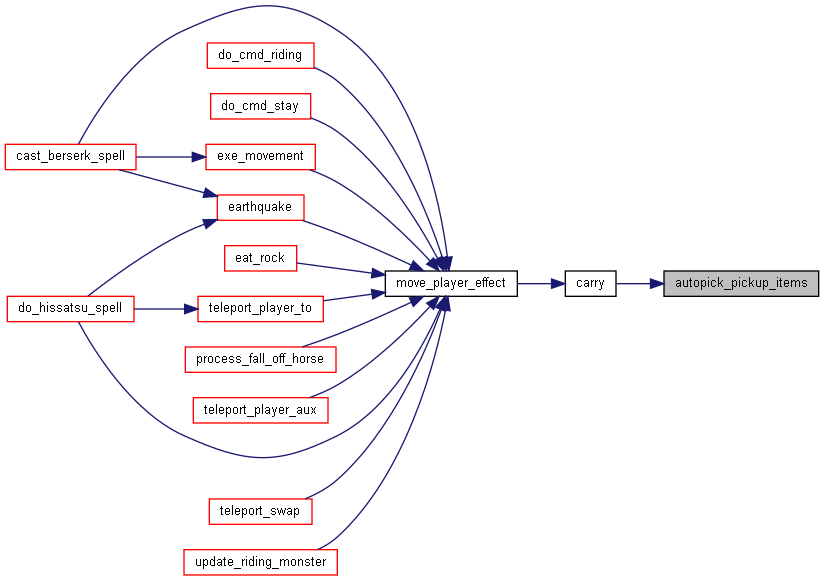 do_cmd_riding
do_cmd_stay
cast_berserk_spell
exe_movement
earthquake
eat_rock
move_player_effect
carry
autopick_pickup_items
do_hissatsu_spell
teleport_player_to
process_fall_off_horse
teleport_player_aux
teleport_swap
update_riding_monster